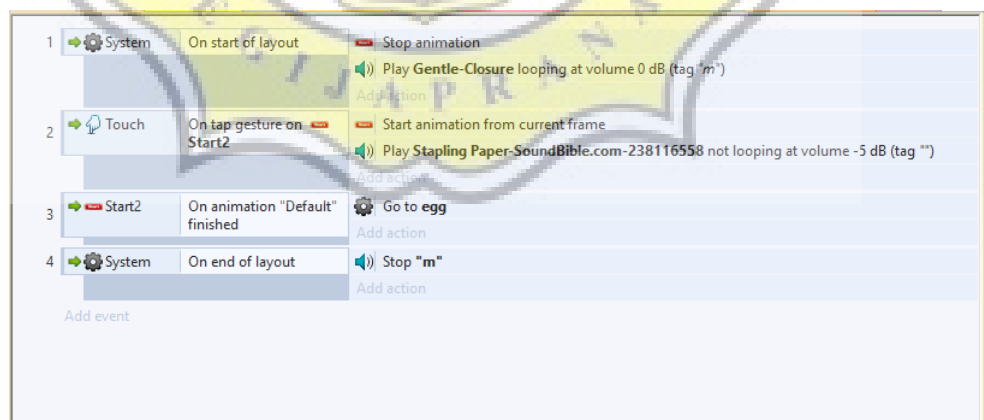 G I J A P R A N
1 System On start of layout Stop animation
Play Gentle-Closure looping at volume 0 dB (tag "m")
Add action
2 Touch On tap gesture on Start Start animation from current frame
Start2 Play Stapling Paper-SoundBible.com-238116558 not looping at volume -5 dB (tag "")
Add action
3 Start2 On animation "Default" Go to egg
finished Add action
4 System On end of layout Stop "m"
Add action
Add event